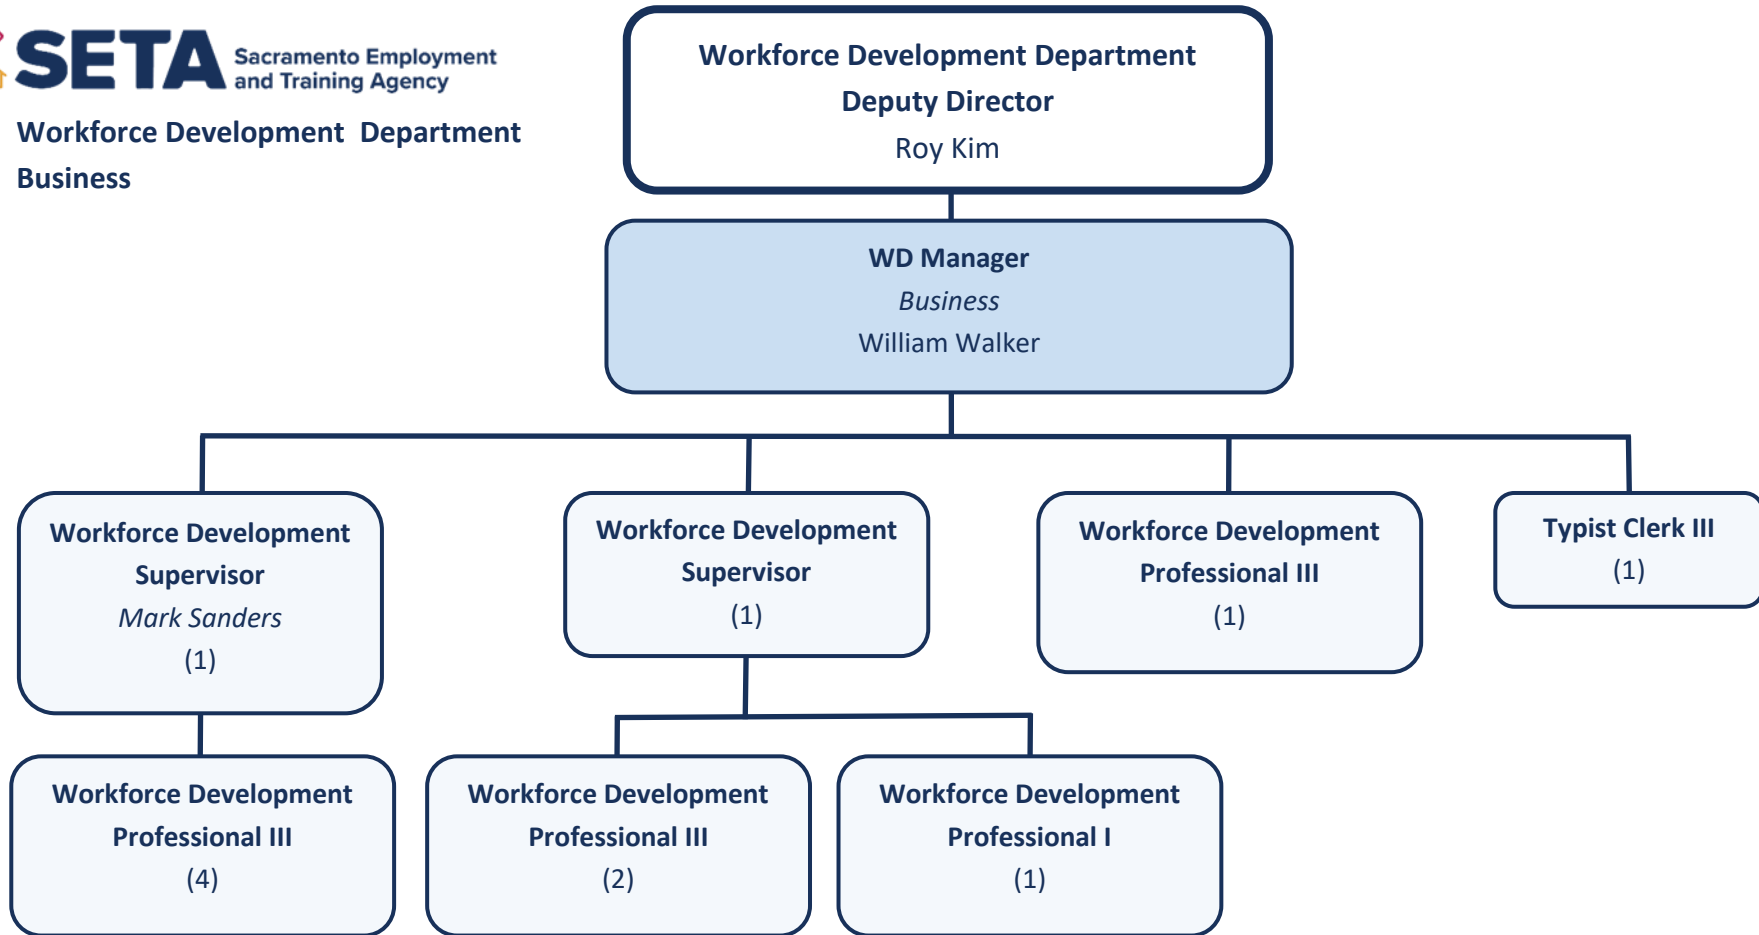 SETA Sacramento Employment
and Training Agency
Workforce Development Department
Business
Workforce Development Department
Deputy Director
Roy Kim
WD Manager
Business
William Walker
Workforce Development
Supervisor
Mark Sanders
(1)
Workforce Development
Supervisor
(1)
Workforce Development
Professional III
(1)
Typist Clerk III
(1)
Workforce Development
Professional III
(4)
Workforce Development
Professional III
(2)
Workforce Development
Professional I
(1)